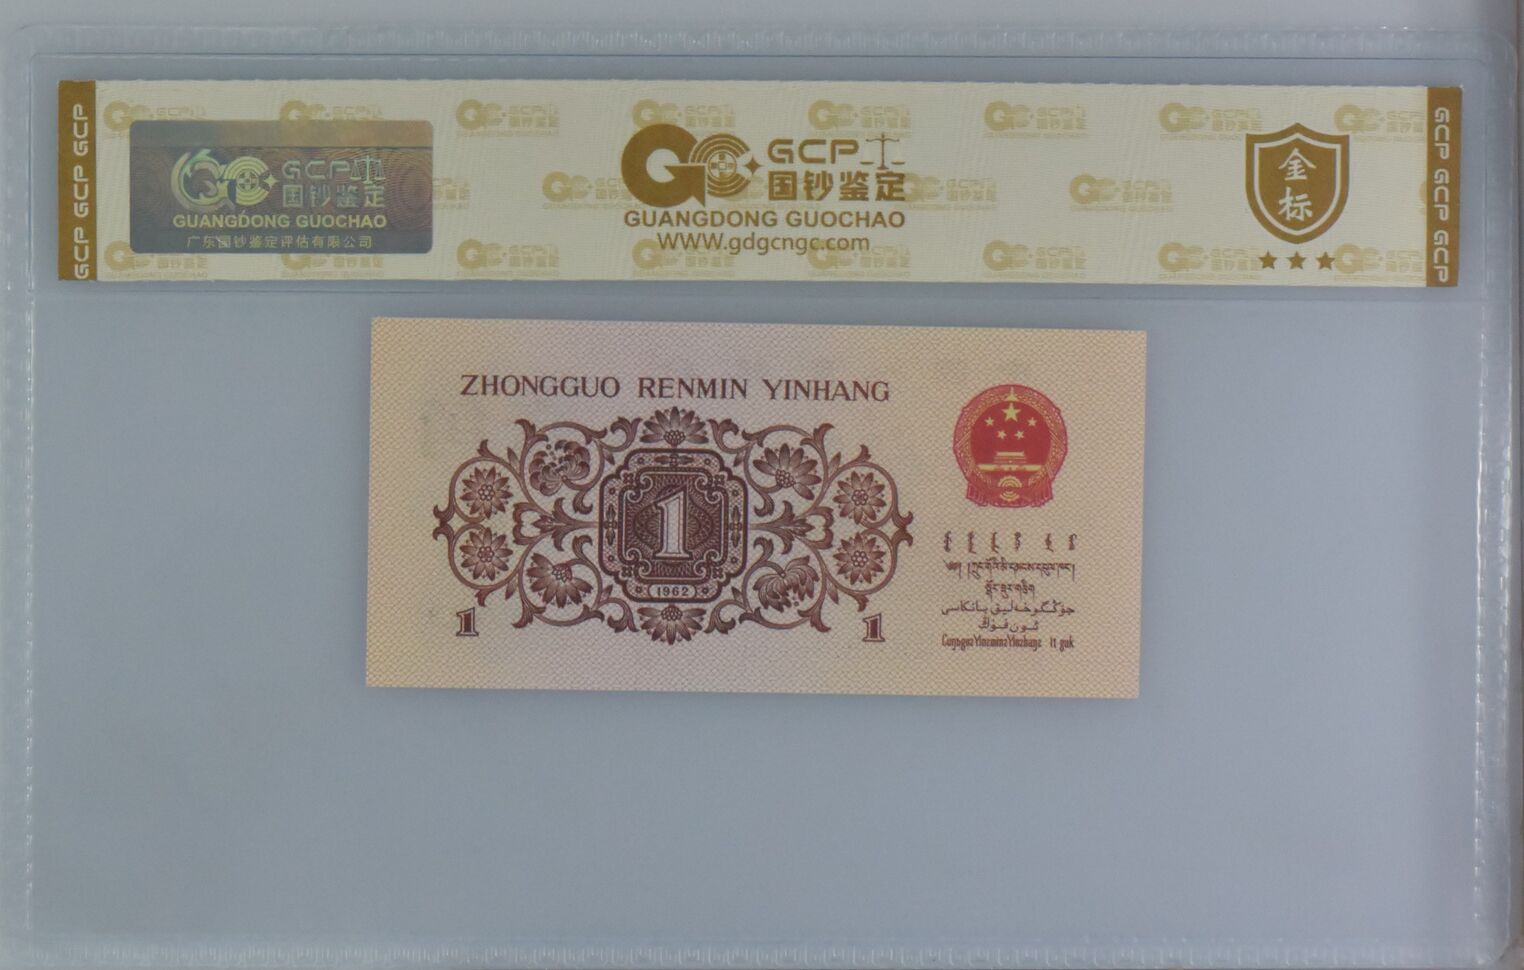 GCP GCP GCP
GCP
国钞鉴定
GUANGDONG GUOCHAO
广东国钞鉴定评估有限公司
GCP
国钞鉴定
GUANGDONG GUOCHAO
WWW.gdgcngc.com
金
标
GCP GCP GCP
ZHONGGUO RENMIN YINHANG
1
1962
1
1
جۇڭگوخەلىق بانكاسى